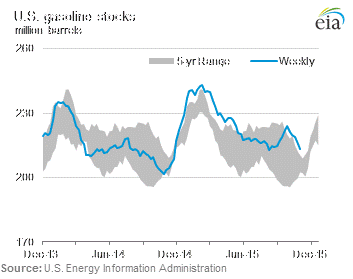 U.S. gasoline stocks
million barrels
eia
260
5-yr Range
Weekly
230
200
170
Dec-13
Jun-14
Dec-14
Jun-15
Dec-15
Source: U.S. Energy Information Administration